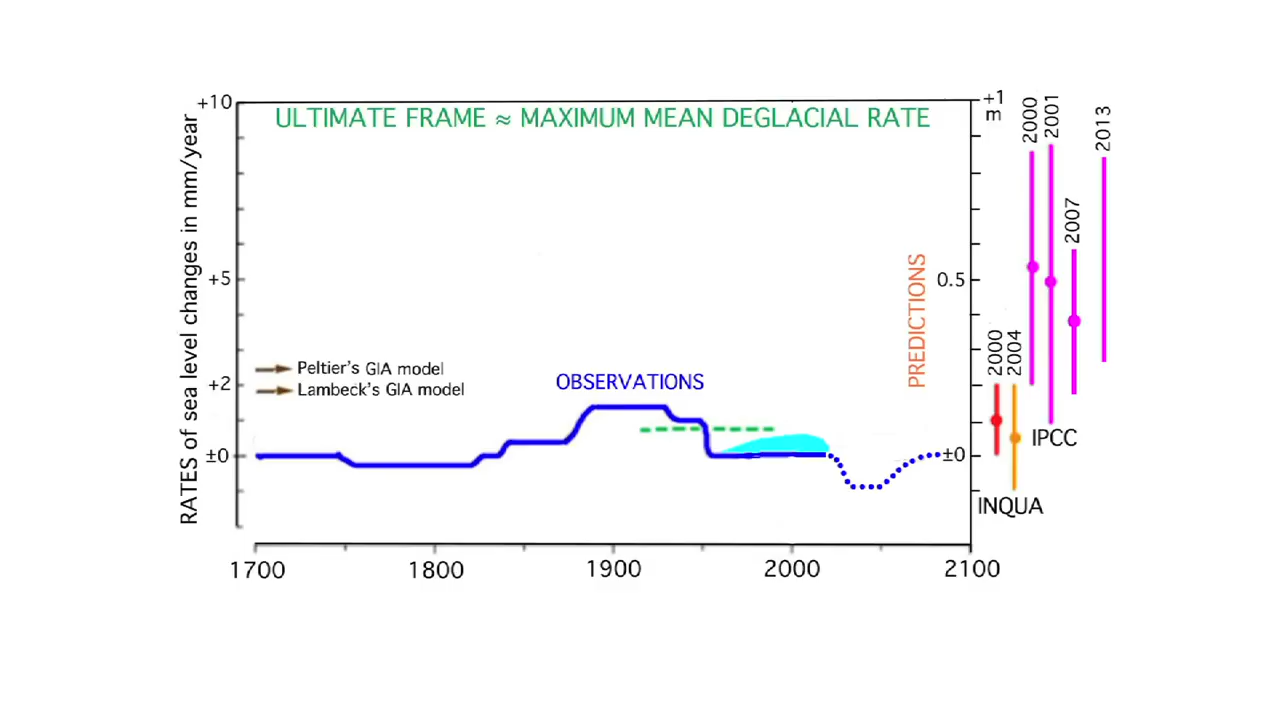 ULTIMATE FRAME ≈ MAXIMUM MEAN DEGLACIAL RATE
RATES of sea level changes in mm/year
+10
+5
+2
±0
Peltier's GIA model
Lambeck's GIA model
OBSERVATIONS
PREDICTIONS
+1
m
0.5
±0
2000
2001
2007
2013
2000
2004
IPCC
INQUA
1700
1800
1900
2000
2100